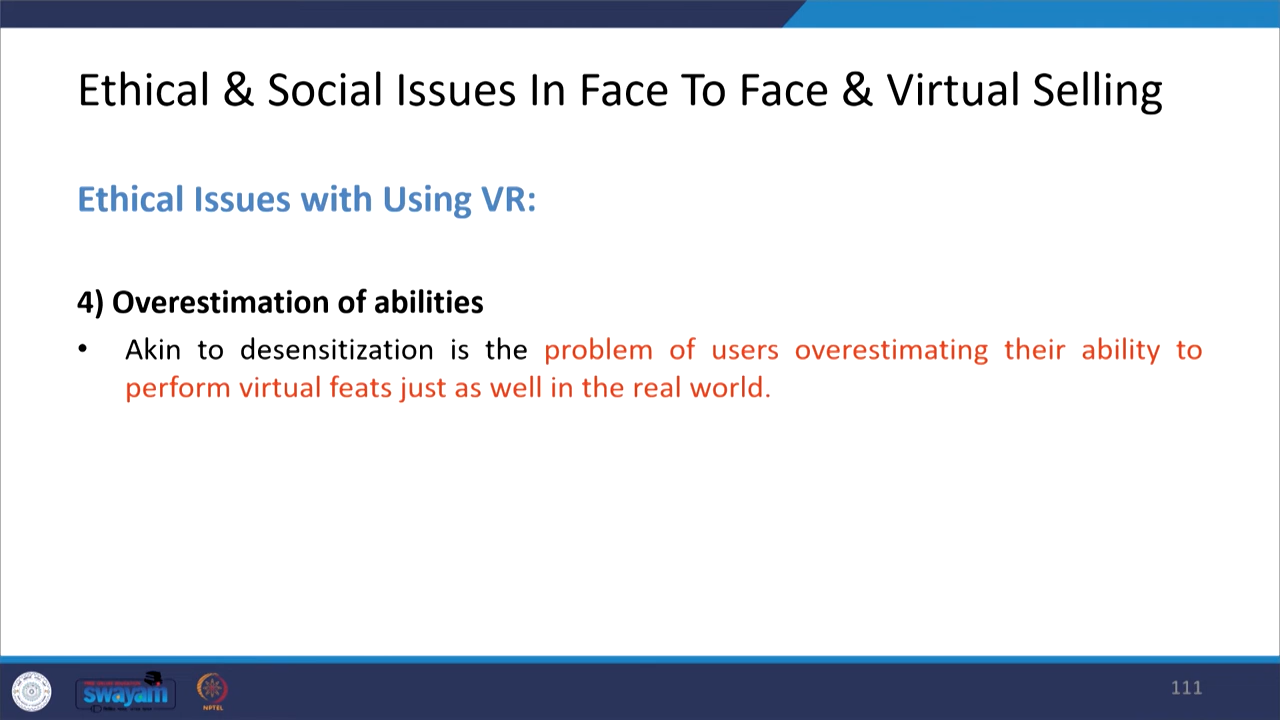 Ethical & Social Issues In Face To Face & Virtual Selling
Ethical Issues with Using VR:
4) Overestimation of abilities
• Akin to desensitization is the problem of users overestimating their ability to
perform virtual feats just as well in the real world.
swayam
NPTEL
111